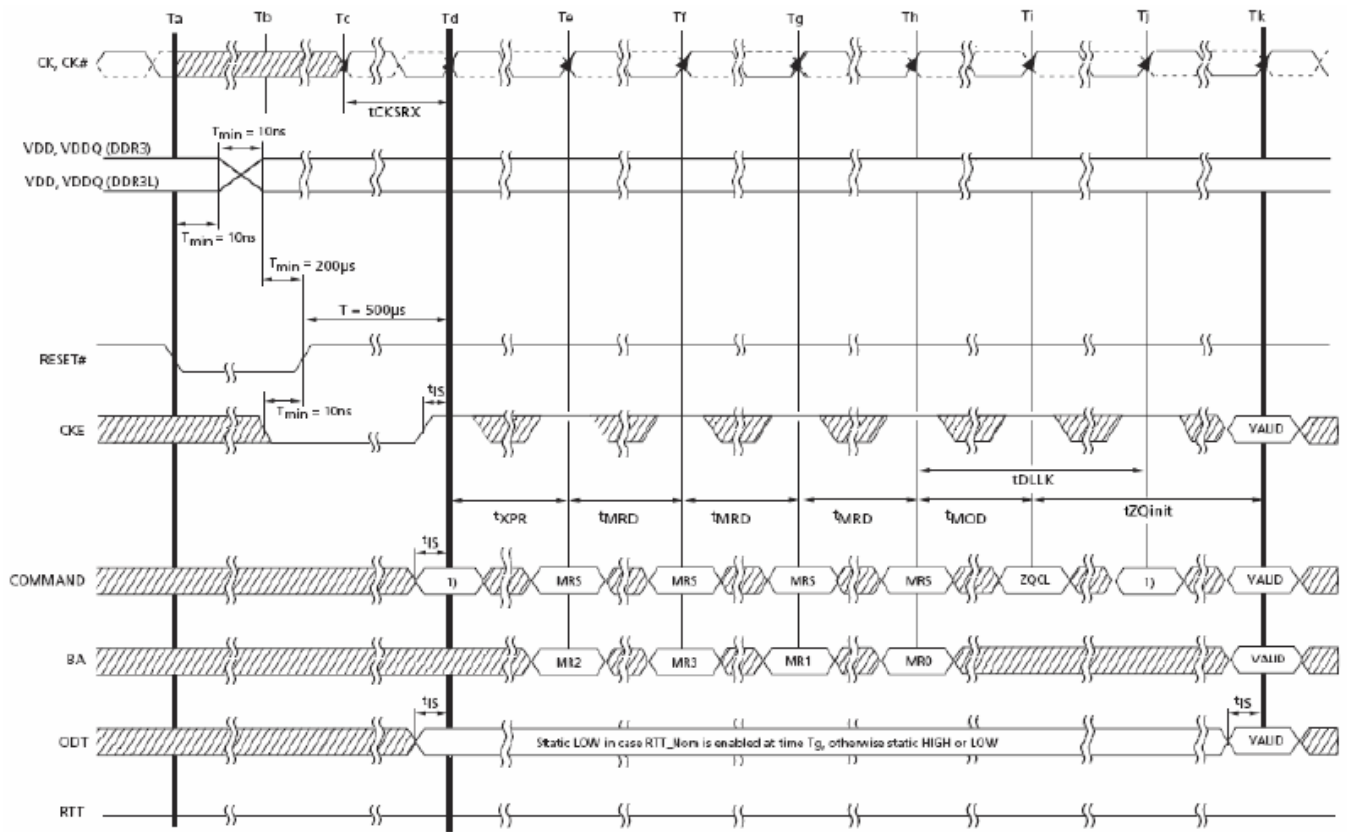 Ta Tb Tc Td Te Tf Tg Th Ti Tj Tk
CK, CK#
tCKSRX
Tmin = 10ns
VDD, VDDQ (DDR3)
VDD, VDDQ (DDR3L)
Tmin = 10ns
Tmin = 200µs
T = 500µs
RESET#
tIS
Tmin = 10ns
CKE VALID
tDLLK
tXPR tMRD tMRD tMRD tMOD tZQinit
tIS
COMMAND 1) MRS MRS MRS MRS ZQCL 1) VALID
BA MR2 MR3 MR1 MR0 VALID
tIS tIS
ODT Static LOW in case RTT_Nom is enabled at time Tg, otherwise static HIGH or LOW VALID
RTT